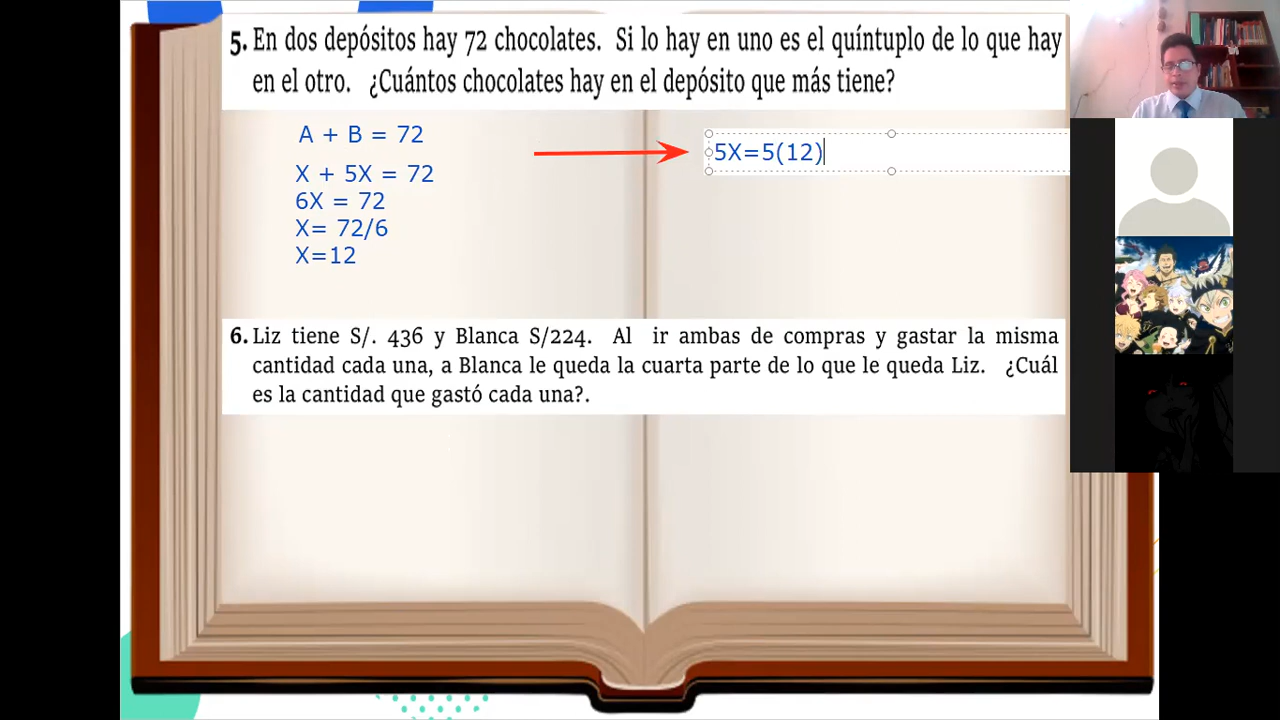 5. En dos depósitos hay 72 chocolates. Si lo hay en uno es el quíntuplo de lo que hay
en el otro. ¿Cuántos chocolates hay en el depósito que más tiene?
A + B = 72
X + 5X = 72
6X = 72
X= 72/6
X=12
5X=5(12)
6. Liz tiene S/. 436 y Blanca S/224. Al ir ambas de compras y gastar la misma
cantidad cada una, a Blanca le queda la cuarta parte de lo que le queda Liz. ¿Cuál
es la cantidad que gastó cada una?.